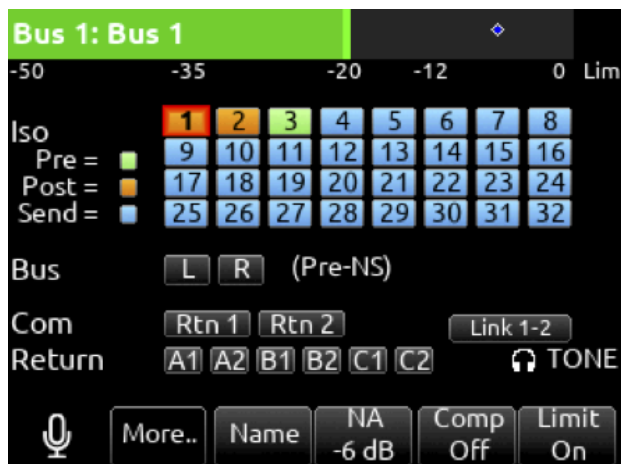 Bus 1: Bus 1
-50 -35 -20 -12 0 Lim
Iso 1 2 3 4 5 6 7 8
Pre = 9 10 11 12 13 14 15 16
Post = 17 18 19 20 21 22 23 24
Send = 25 26 27 28 29 30 31 32
Bus L R (Pre-NS)
Com Rtn 1 Rtn 2 Link 1-2
Return A1 A2 B1 B2 C1 C2 TONE
More.. Name NA Comp Limit
-6 dB Off On